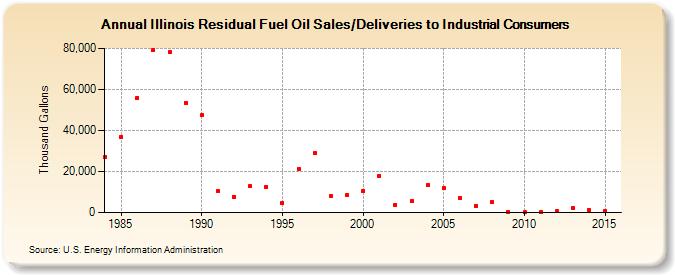 Annual Illinois Residual Fuel Oil Sales/Deliveries to Industrial Consumers
Thousand Gallons
80,000
60,000
40,000
20,000
0
1985 1990 1995 2000 2005 2010 2015
Source: U.S. Energy Information Administration